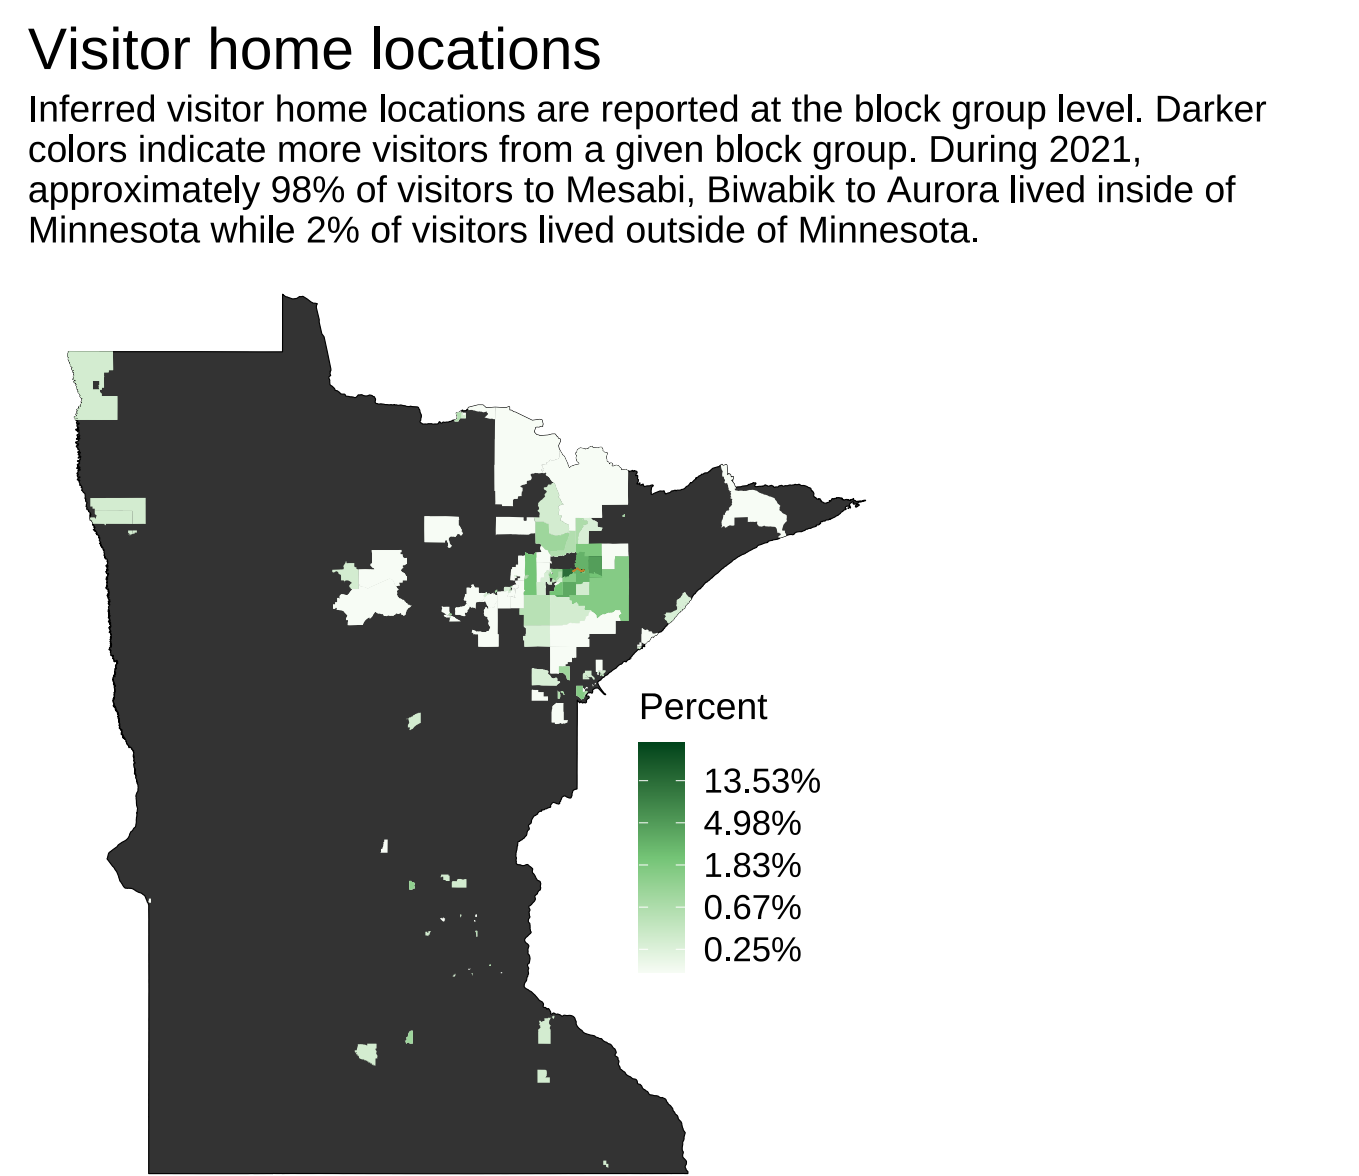 Visitor home locations
Inferred visitor home locations are reported at the block group level. Darker
colors indicate more visitors from a given block group. During 2021,
approximately 98% of visitors to Mesabi, Biwabik to Aurora lived inside of
Minnesota while 2% of visitors lived outside of Minnesota.
Percent
13.53%
4.98%
1.83%
0.67%
0.25%